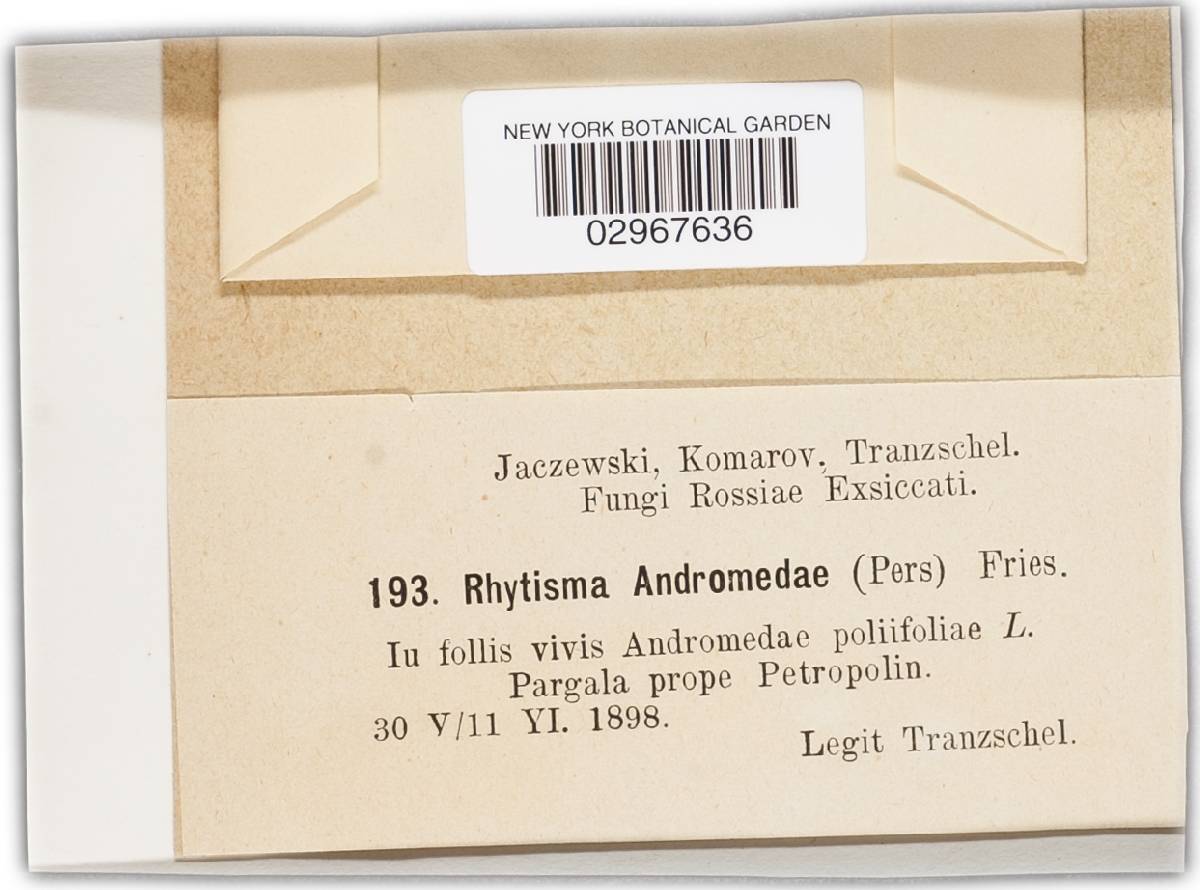 NEW YORK BOTANICAL GARDEN
02967636
Jaczewski, Komarov, Tranzschel.
Fungi Rossiae Exsiccati.
193. Rhytisma Andromedae (Pers) Fries.
Iu follis vivis Andromedae poliifoliae L.
Pargala prope Petropolin.
30 V/11 YI. 1898.
Legit Tranzschel.